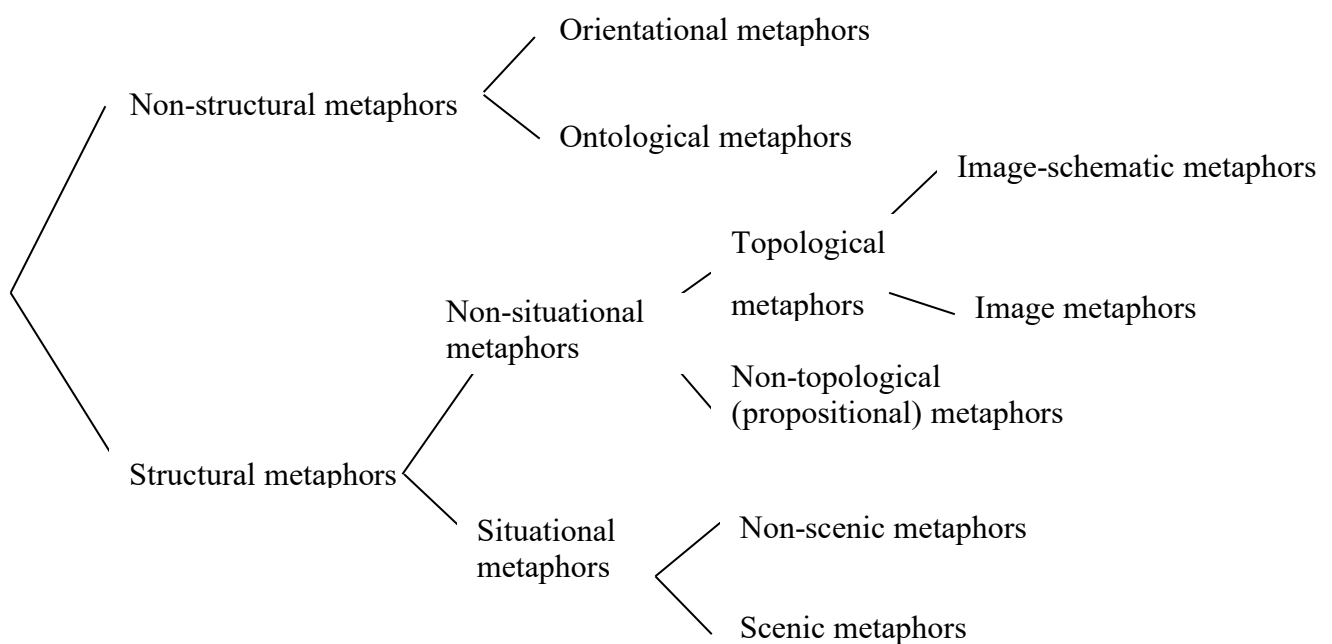 Orientational metaphors
Non-structural metaphors
Ontological metaphors
Image-schematic metaphors
Topological
metaphors
Image metaphors
Non-situational
metaphors
Non-topological
(propositional) metaphors
Structural metaphors
Situational
metaphors
Non-scenic metaphors
Scenic metaphors